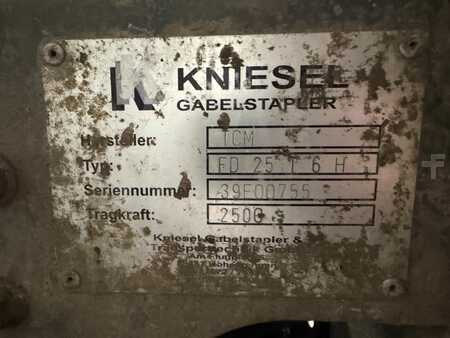 KNIESEL
GABELSTAPLER
Hersteller: TCM
Typ: FD 25 T 6 H
Seriennummer: 39F00755
Tragkraft: 2500
Kniesel Gabelstapler &